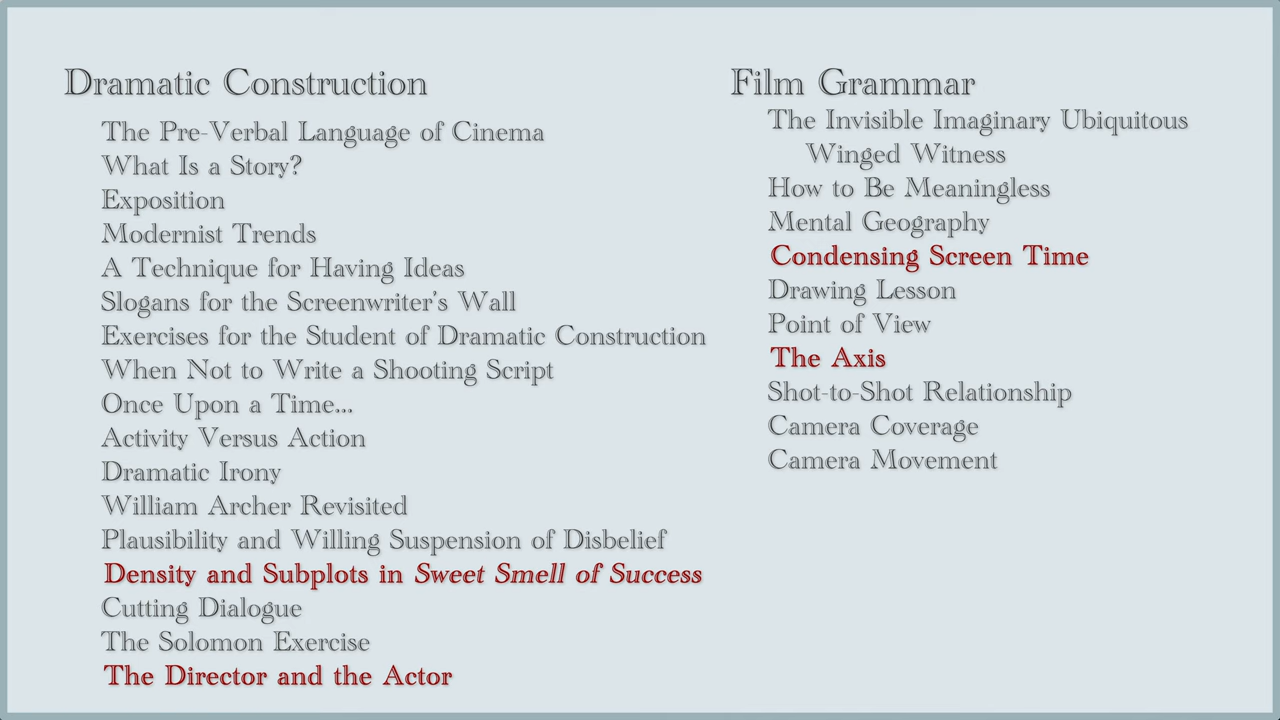 Dramatic Construction
The Pre-Verbal Language of Cinema
What Is a Story?
Exposition
Modernist Trends
A Technique for Having Ideas
Slogans for the Screenwriter's Wall
Exercises for the Student of Dramatic Construction
When Not to Write a Shooting Script
Once Upon a Time...
Activity Versus Action
Dramatic Irony
William Archer Revisited
Plausibility and Willing Suspension of Disbelief
Density and Subplots in Sweet Smell of Success
Cutting Dialogue
The Solomon Exercise
The Director and the Actor
Film Grammar
The Invisible Imaginary Ubiquitous
Winged Witness
How to Be Meaningless
Mental Geography
Condensing Screen Time
Drawing Lesson
Point of View
The Axis
Shot-to-Shot Relationship
Camera Coverage
Camera Movement